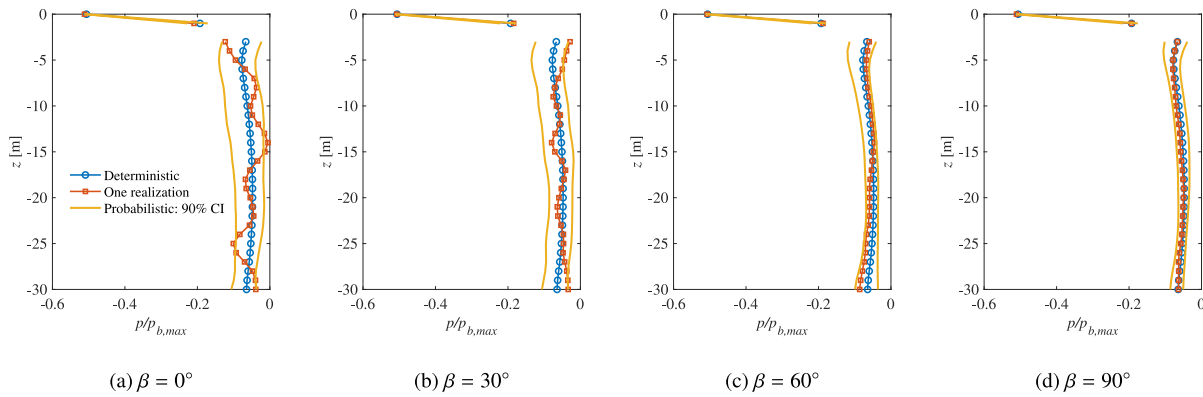 0
-5
-10
-15
-20
-25
-30
z [m]
Deterministic
One realization
Probabilistic: 90% CI
-0.6
-0.4
-0.2
0
p/p_b,max
(a) β = 0°
0
-5
-10
-15
-20
-25
-30
z [m]
-0.6
-0.4
-0.2
0
p/p_b,max
(b) β = 30°
0
-5
-10
-15
-20
-25
-30
z [m]
-0.6
-0.4
-0.2
0
p/p_b,max
(c) β = 60°
0
-5
-10
-15
-20
-25
-30
z [m]
-0.6
-0.4
-0.2
0
p/p_b,max
(d) β = 90°